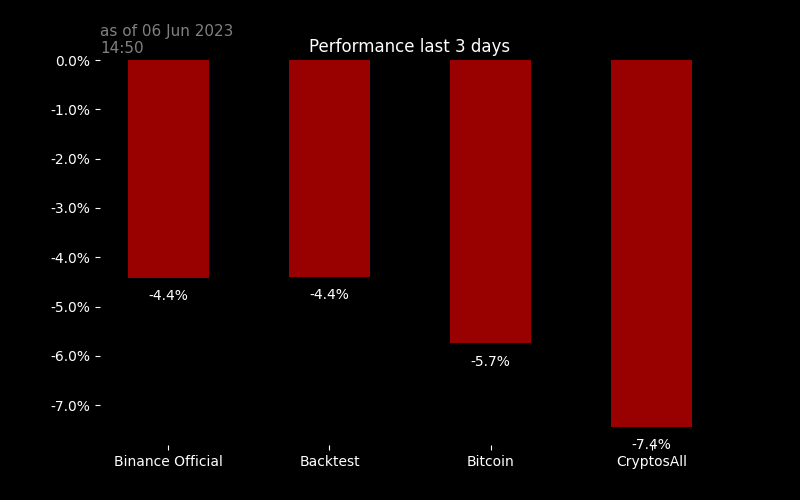 as of 06 Jun 2023
14:50
Performance last 3 days
0.0%
-1.0%
-2.0%
-3.0%
-4.0%
-5.0%
-6.0%
-7.0%
-4.4%
-4.4%
-5.7%
-7.4%
Binance Official
Backtest
Bitcoin
CryptosAll